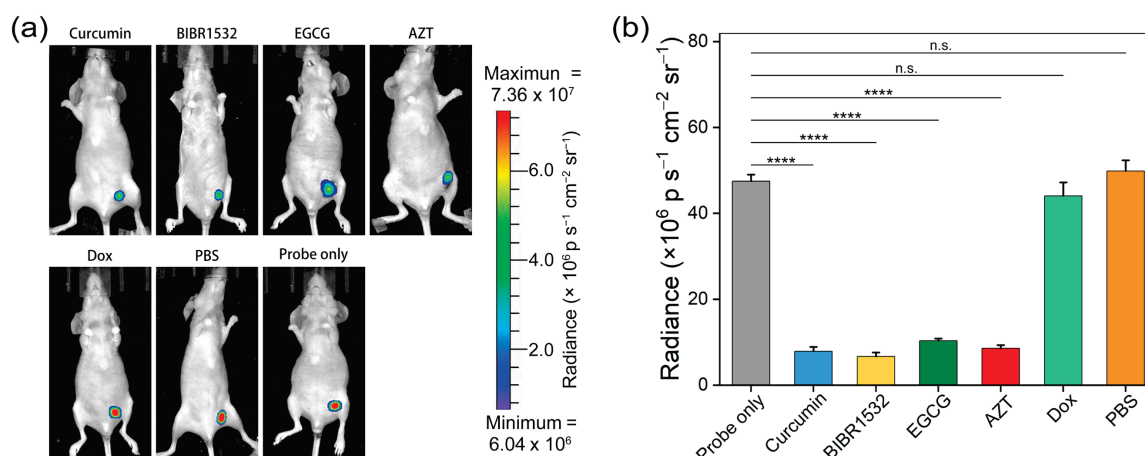 (a)
Curcumin BIBR1532 EGCG AZT
Maximun =
7.36 x 10⁷
6.0
4.0
2.0
Radiance (× 10⁶ p s⁻¹ cm⁻² sr⁻¹)
Minimum =
6.04 x 10⁶
Dox PBS Probe only
(b)
Radiance (×10⁶ p s⁻¹ cm⁻² sr⁻¹)
80
60
40
20
0
n.s.
n.s.
****
****
****
****
Probe only
Curcumin
BIBR1532
EGCG
AZT
Dox
PBS